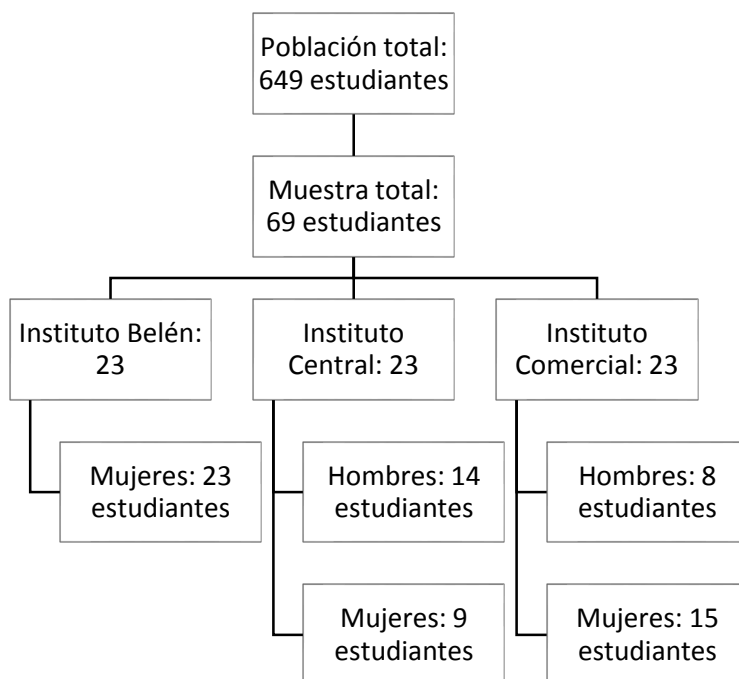 Población total:
649 estudiantes
Muestra total:
69 estudiantes
Instituto Belén:
23
Instituto
Central: 23
Instituto
Comercial: 23
Mujeres: 23
estudiantes
Hombres: 14
estudiantes
Hombres: 8
estudiantes
Mujeres: 9
estudiantes
Mujeres: 15
estudiantes